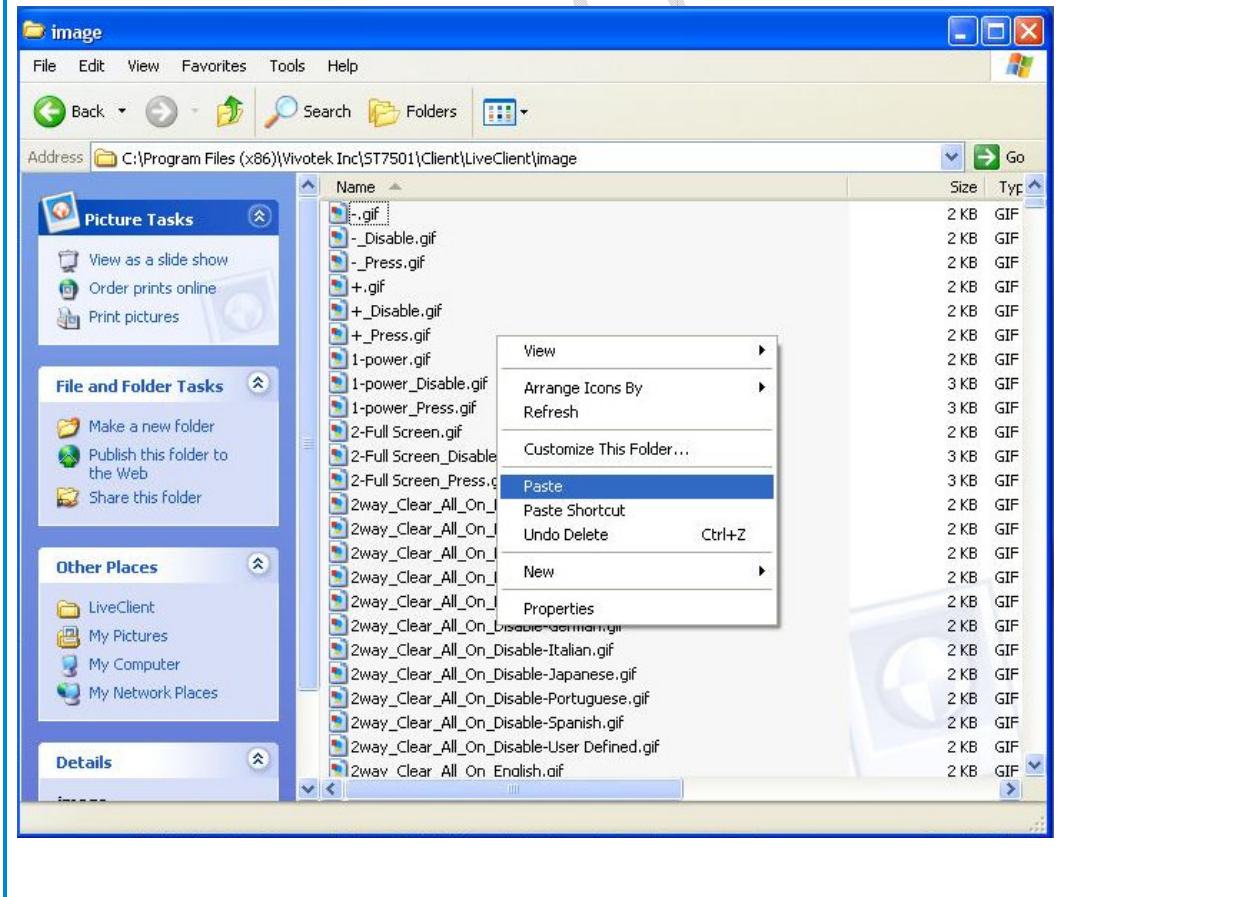 image
File Edit View Favorites Tools Help
Back Search Folders
Address C:\Program Files (x86)\Vivotek Inc\ST7501\Client\LiveClient\image Go
Picture Tasks
View as a slide show
Order prints online
Print pictures
File and Folder Tasks
Make a new folder
Publish this folder to
the Web
Share this folder
Other Places
LiveClient
My Pictures
My Computer
My Network Places
Details
image
Name Size Typ
-.gif 2 KB GIF
-_Disable.gif 2 KB GIF
-_Press.gif 2 KB GIF
+.gif 2 KB GIF
+_Disable.gif 2 KB GIF
+_Press.gif 2 KB GIF
1-power.gif 2 KB GIF
1-power_Disable.gif 3 KB GIF
1-power_Press.gif 3 KB GIF
2-Full Screen.gif 2 KB GIF
2-Full Screen_Disable 3 KB GIF
2-Full Screen_Press.g 3 KB GIF
2way_Clear_All_On_ 2 KB GIF
2way_Clear_All_On_ 2 KB GIF
2way_Clear_All_On_ 2 KB GIF
2way_Clear_All_On_ 2 KB GIF
2way_Clear_All_On_ 2 KB GIF
2way_Clear_All_On_Disable-German.gif 2 KB GIF
2way_Clear_All_On_Disable-Italian.gif 2 KB GIF
2way_Clear_All_On_Disable-Japanese.gif 2 KB GIF
2way_Clear_All_On_Disable-Portuguese.gif 2 KB GIF
2way_Clear_All_On_Disable-Spanish.gif 2 KB GIF
2way_Clear_All_On_Disable-User Defined.gif 2 KB GIF
2way_Clear_All_On_English.gif 2 KB GIF
View
Arrange Icons By
Refresh
Customize This Folder...
Paste
Paste Shortcut
Undo Delete Ctrl+Z
New
Properties